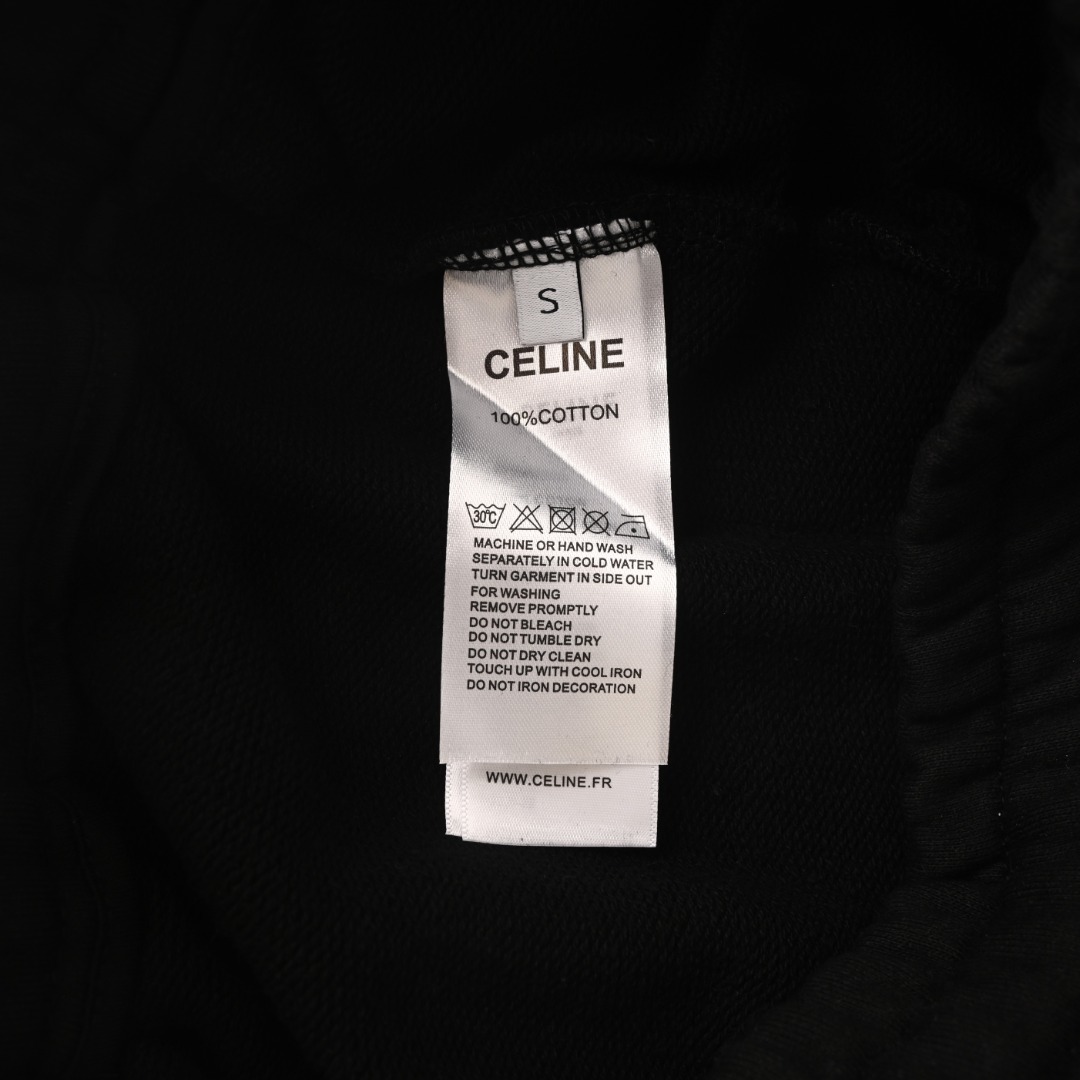 S
CELINE
100%COTTON
30℃
MACHINE OR HAND WASH
SEPARATELY IN COLD WATER
TURN GARMENT IN SIDE OUT
FOR WASHING
REMOVE PROMPTLY
DO NOT BLEACH
DO NOT TUMBLE DRY
DO NOT DRY CLEAN
TOUCH UP WITH COOL IRON
DO NOT IRON DECORATION
WWW.CELINE.FR